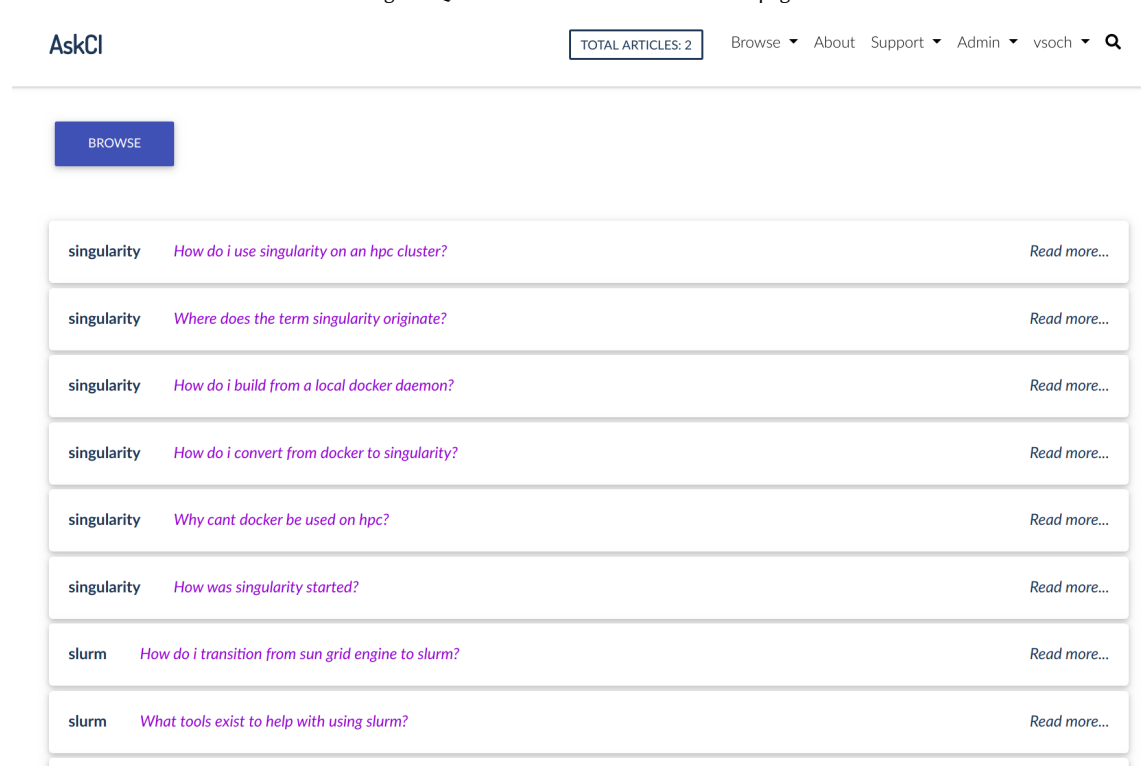 AskCI TOTAL ARTICLES: 2 Browse About Support Admin vsoch
BROWSE
singularity How do i use singularity on an hpc cluster? Read more...
singularity Where does the term singularity originate? Read more...
singularity How do i build from a local docker daemon? Read more...
singularity How do i convert from docker to singularity? Read more...
singularity Why cant docker be used on hpc? Read more...
singularity How was singularity started? Read more...
slurm How do i transition from sun grid engine to slurm? Read more...
slurm What tools exist to help with using slurm? Read more...